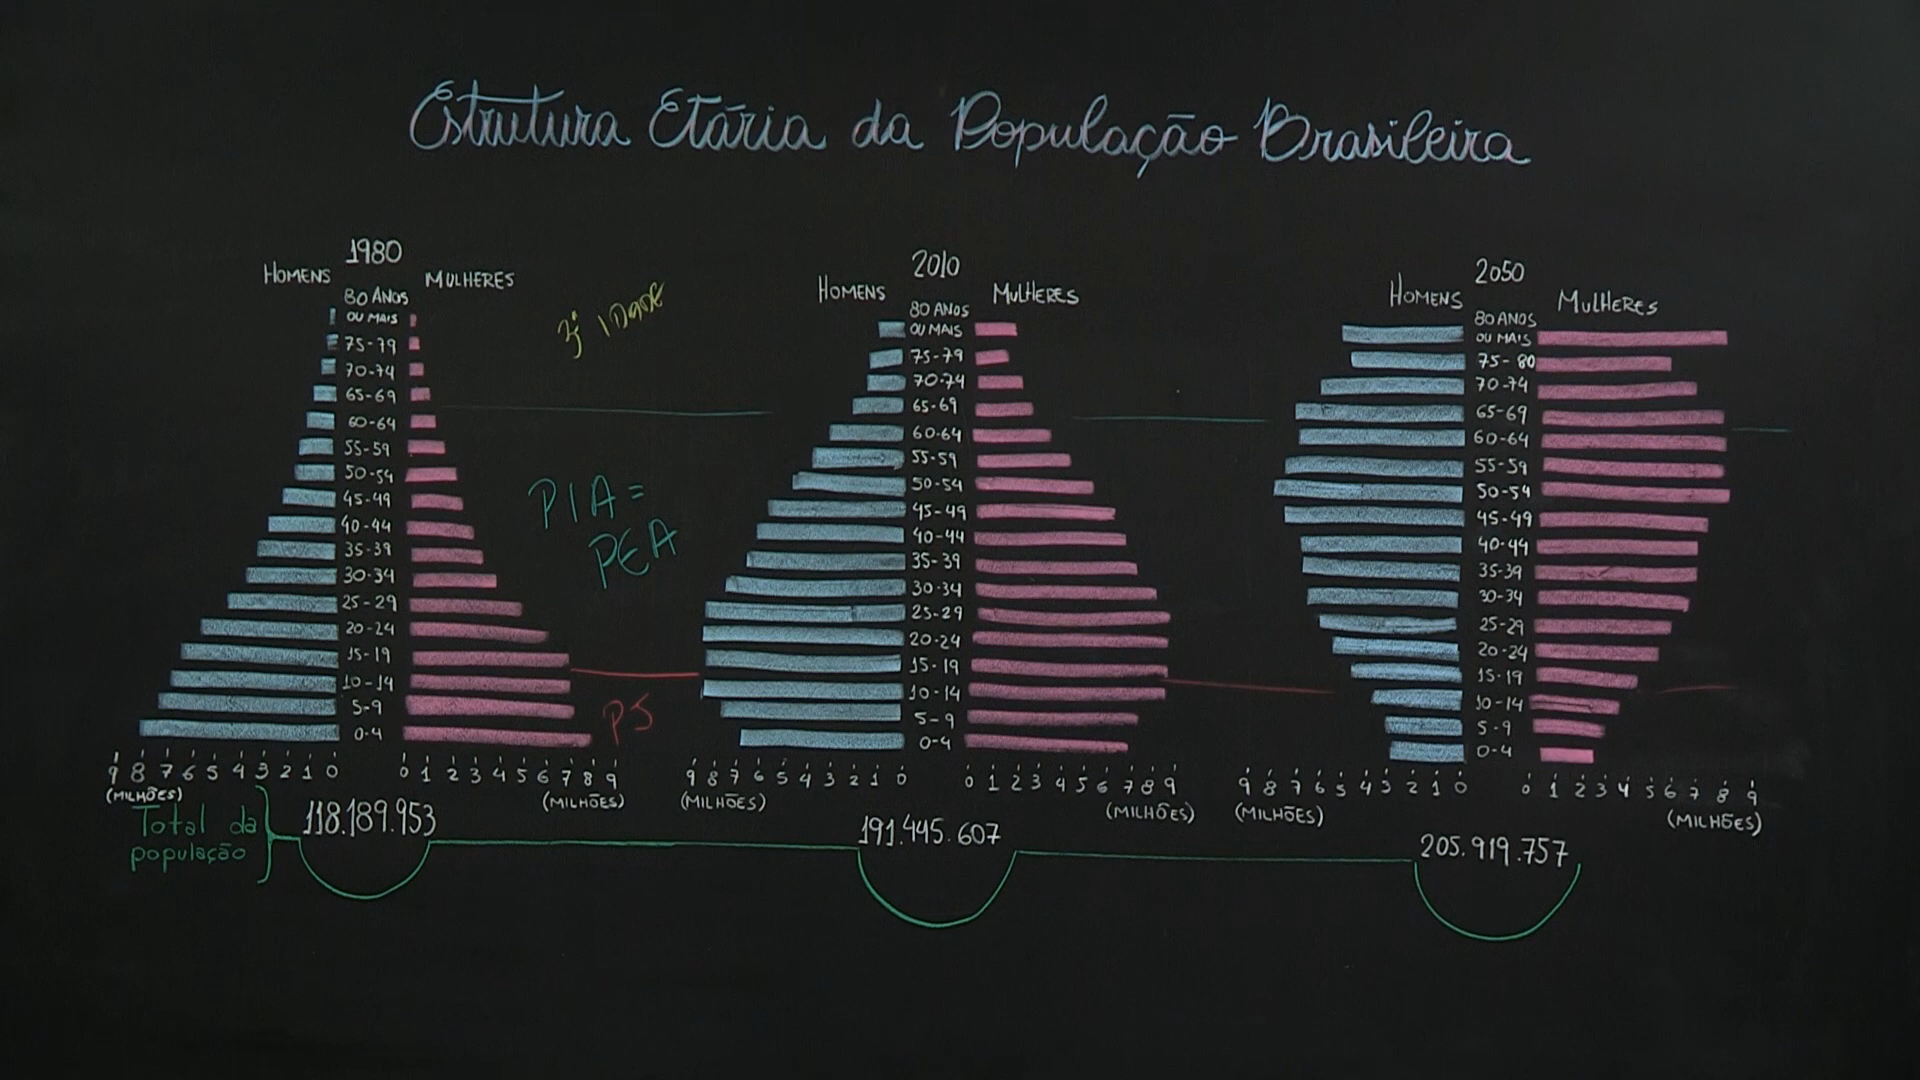 Estrutura Etária da População Brasileira
1980
HOMENS
MULHERES
80 ANOS
OU MAIS
75-79
70-74
65-69
60-64
55-59
50-54
45-49
40-44
35-39
30-34
25-29
20-24
15-19
10-14
5-9
0-4
9 8 7 6 5 4 3 2 1 0
(MILHÕES)
0 1 2 3 4 5 6 7 8 9
(MILHÕES)
118.189.953
3ª IDADE
PIA =
PEA
PJ
2010
HOMENS
MULHERES
80 ANOS
OU MAIS
75-79
70-74
65-69
60-64
55-59
50-54
45-49
40-44
35-39
30-34
25-29
20-24
15-19
10-14
5-9
0-4
9 8 7 6 5 4 3 2 1 0
(MILHÕES)
0 1 2 3 4 5 6 7 8 9
(MILHÕES)
191.445.607
2050
HOMENS
MULHERES
80 ANOS
OU MAIS
75-80
70-74
65-69
60-64
55-59
50-54
45-49
40-44
35-39
30-34
25-29
20-24
15-19
10-14
5-9
0-4
9 8 7 6 5 4 3 2 1 0
(MILHÕES)
0 1 2 3 4 5 6 7 8 9
(MILHÕES)
205.919.757
Total da
população